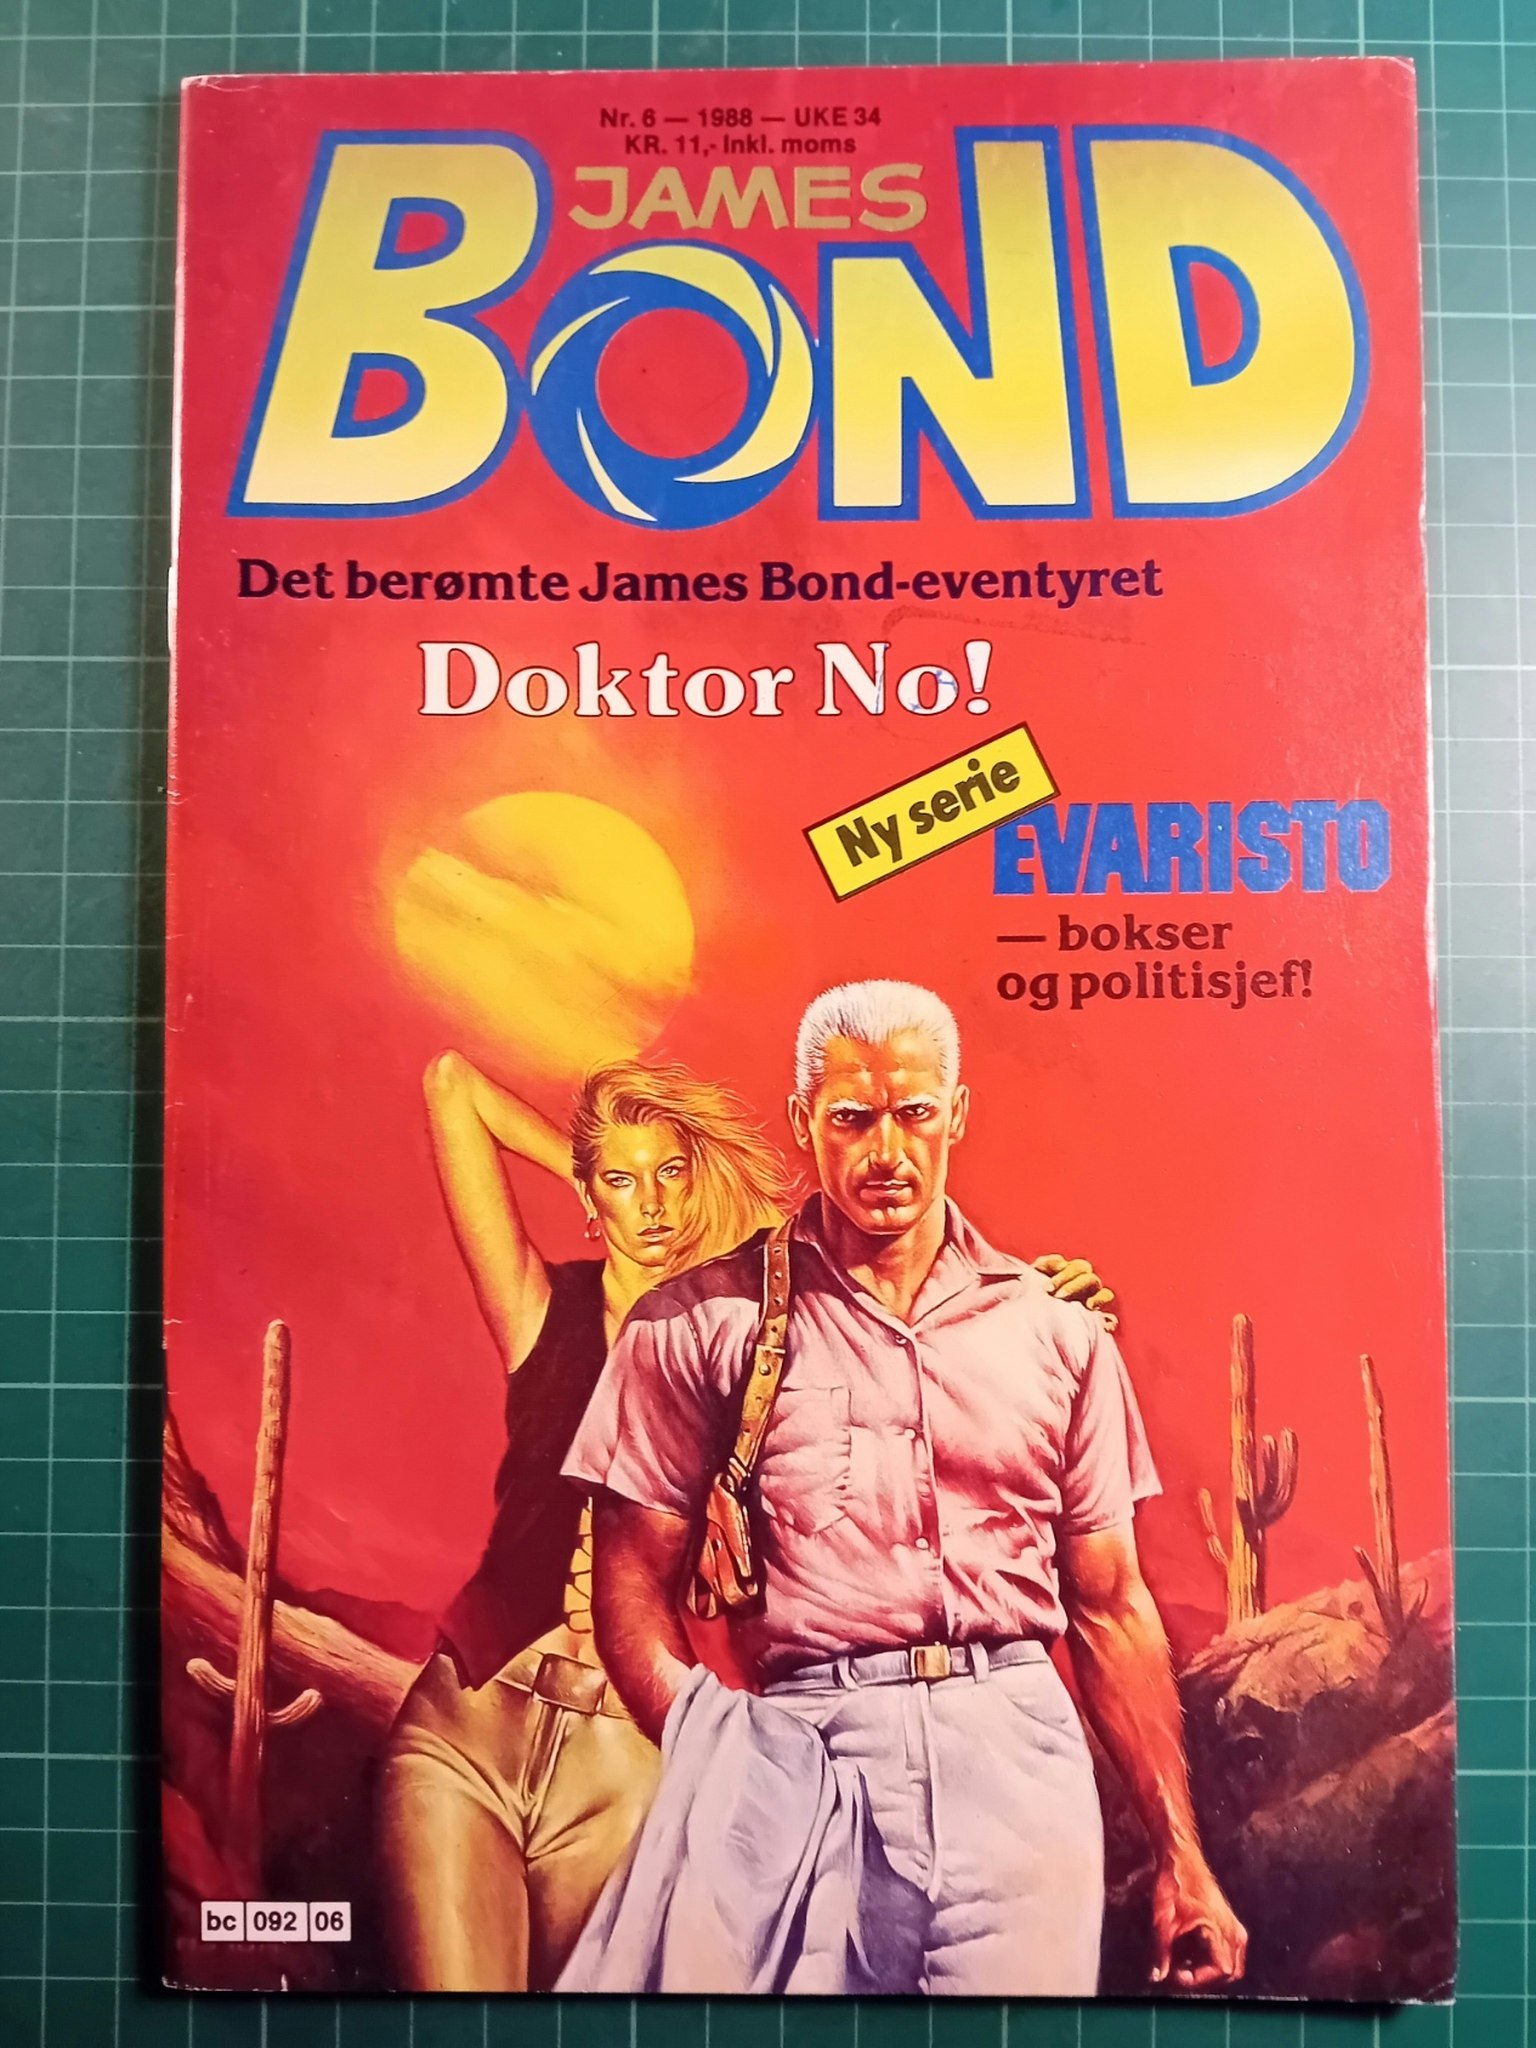 Nr. 6 — 1988 — UKE 34
KR. 11,- Inkl. moms
JAMES
BOND
Det berømte James Bond-eventyret
Doktor No!
Ny serie
EVARISTO
— bokser
og politisjef!
bc 092 06